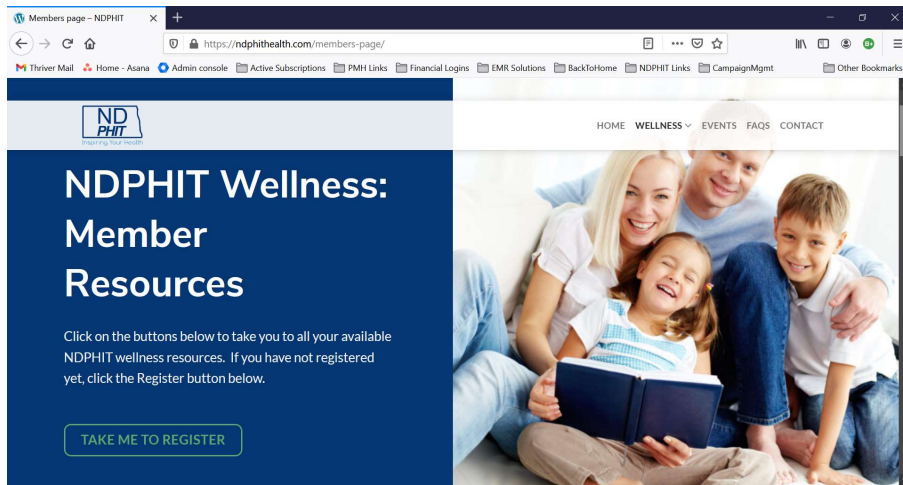 Members page – NDPHIT
https://ndphithealth.com/members-page/
Thriver Mail Home - Asana Admin console Active Subscriptions PMH Links Financial Logins EMR Solutions BackToHome NDPHIT Links CampaignMgmt Other Bookmarks
ND
PHIT
Inspiring Your Health
HOME WELLNESS EVENTS FAQS CONTACT
NDPHIT Wellness:
Member
Resources
Click on the buttons below to take you to all your available
NDPHIT wellness resources. If you have not registered
yet, click the Register button below.
TAKE ME TO REGISTER